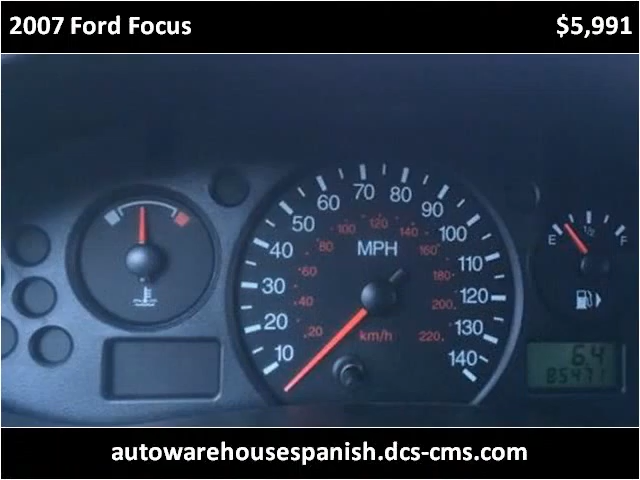 2007 Ford Focus $5,991
10 20 30 40 50 60 70 80 90 100 110 120 130 140
MPH
20 40 60 80 100 120 140 160 180 200 220
km/h
E 1/2 F
6.4
85471
autowarehousespanish.dcs-cms.com